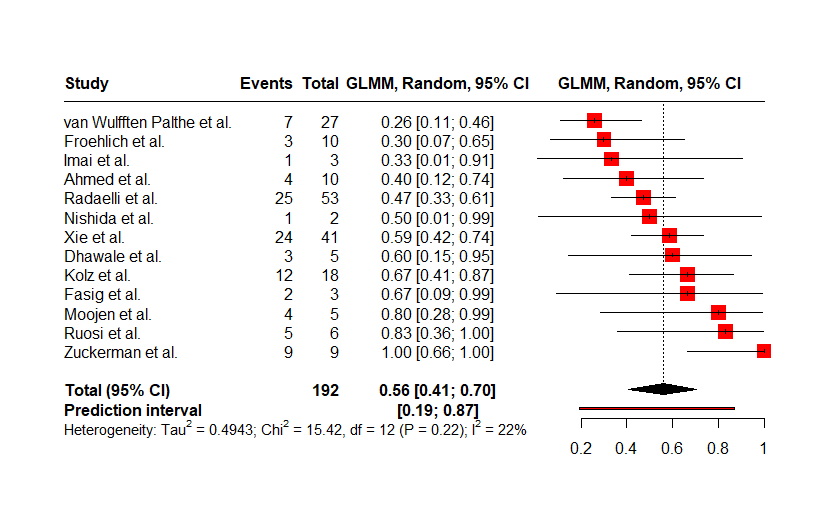 Study Events Total GLMM, Random, 95% CI GLMM, Random, 95% CI
van Wulfften Palthe et al. 7 27 0.26 [0.11; 0.46]
Froehlich et al. 3 10 0.30 [0.07; 0.65]
Imai et al. 1 3 0.33 [0.01; 0.91]
Ahmed et al. 4 10 0.40 [0.12; 0.74]
Radaelli et al. 25 53 0.47 [0.33; 0.61]
Nishida et al. 1 2 0.50 [0.01; 0.99]
Xie et al. 24 41 0.59 [0.42; 0.74]
Dhawale et al. 3 5 0.60 [0.15; 0.95]
Kolz et al. 12 18 0.67 [0.41; 0.87]
Fasig et al. 2 3 0.67 [0.09; 0.99]
Moojen et al. 4 5 0.80 [0.28; 0.99]
Ruosi et al. 5 6 0.83 [0.36; 1.00]
Zuckerman et al. 9 9 1.00 [0.66; 1.00]
Total (95% CI) 192 0.56 [0.41; 0.70]
Prediction interval [0.19; 0.87]
Heterogeneity: Tau² = 0.4943; Chi² = 15.42, df = 12 (P = 0.22); I² = 22%
0.2 0.4 0.6 0.8 1